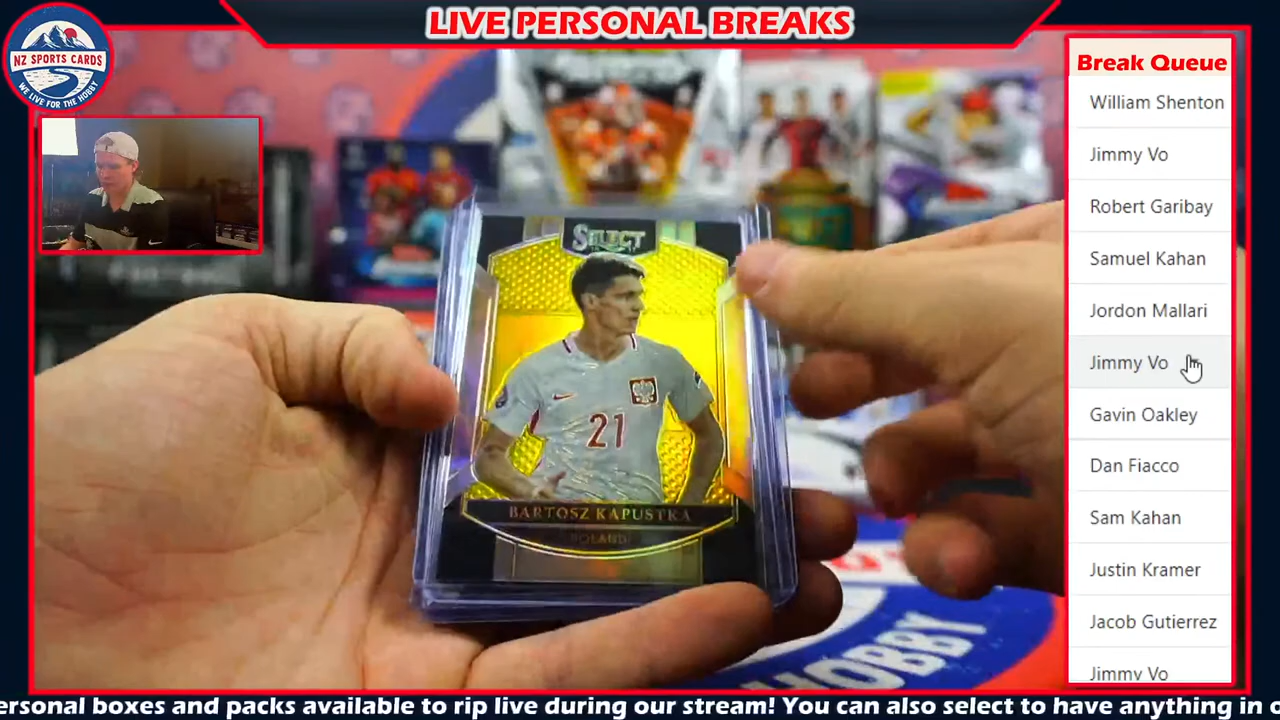 LIVE PERSONAL BREAKS
NZ SPORTS CARDS
WE LIVE FOR THE HOBBY
Break Queue
William Shenton
Jimmy Vo
Robert Garibay
Samuel Kahan
Jordon Mallari
Jimmy Vo
Gavin Oakley
Dan Fiacco
Sam Kahan
Justin Kramer
Jacob Gutierrez
Jimmy Vo
SELECT
21
BARTOSZ KAPUSTKA
POLAND
HOBBY
ersonal boxes and packs available to rip live during our stream! You can also select to have anything in o